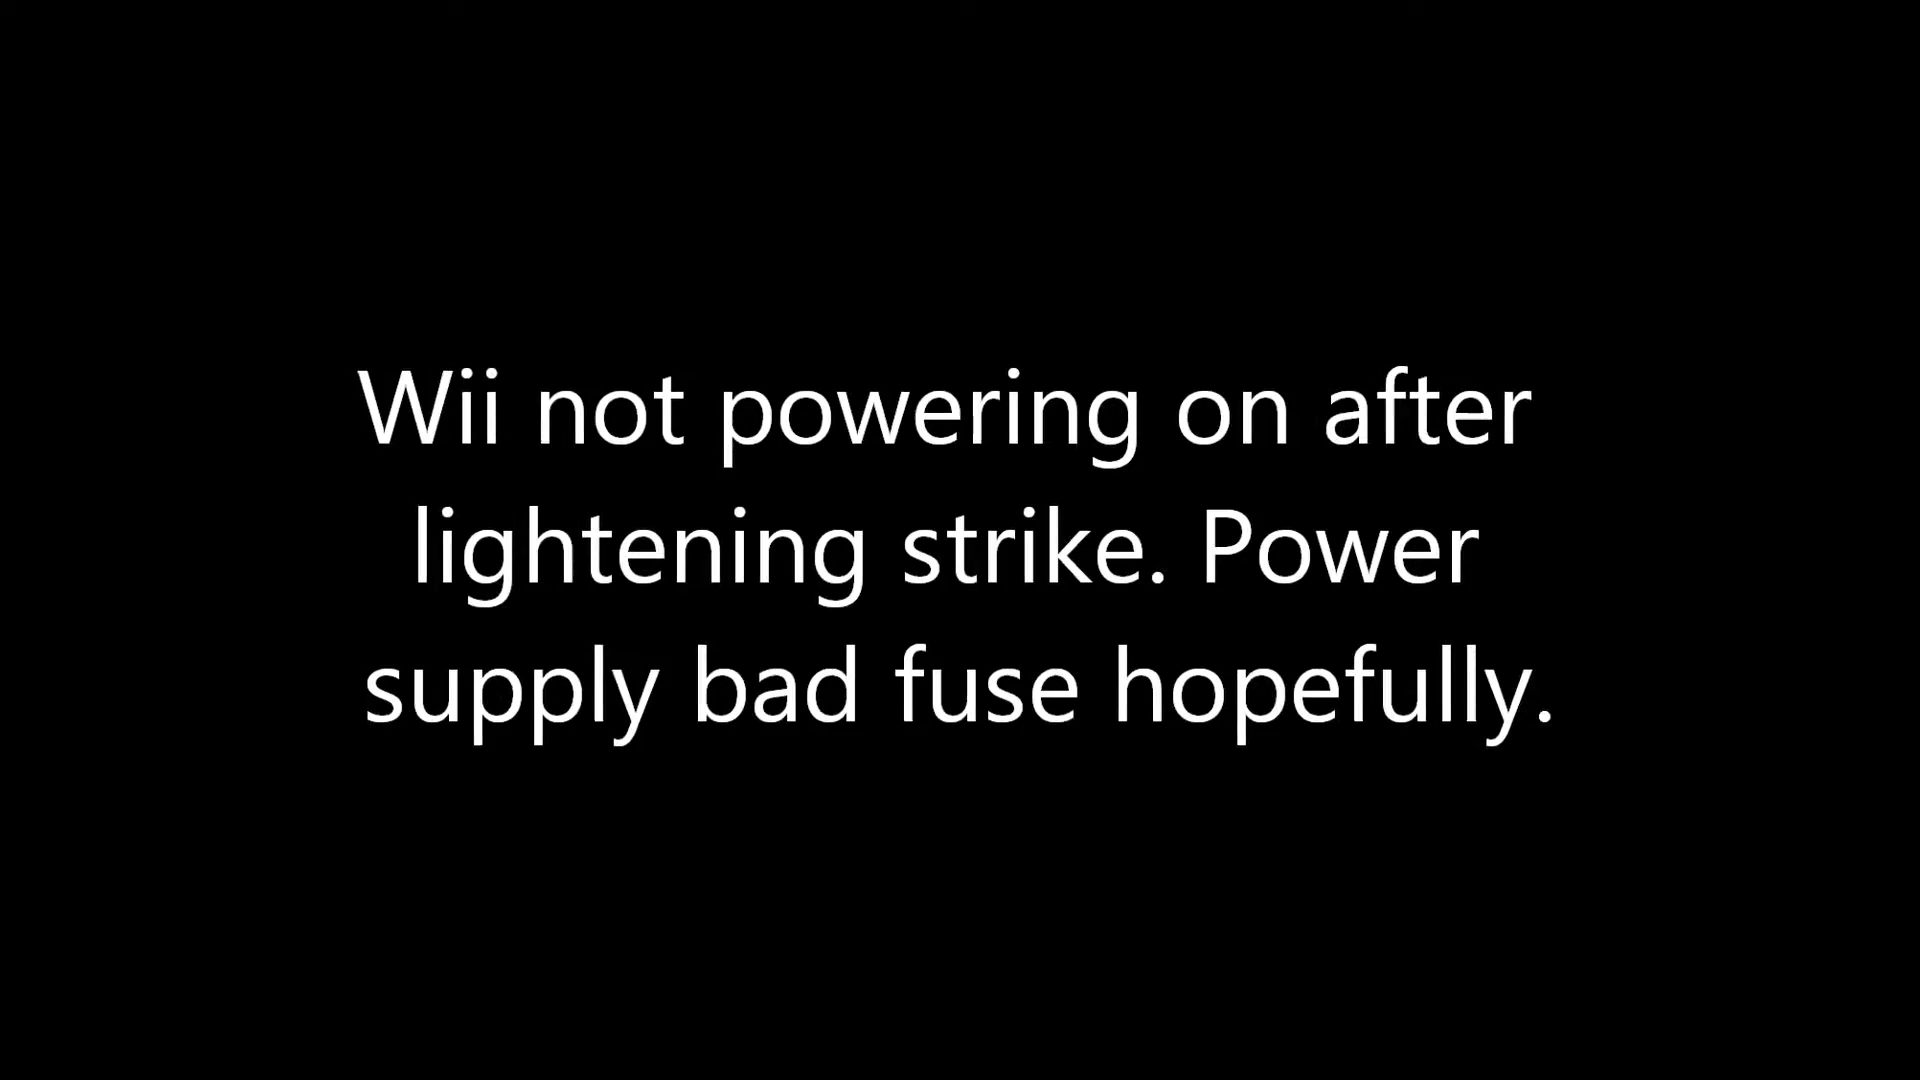 Wii not powering on after
lightening strike. Power
supply bad fuse hopefully.